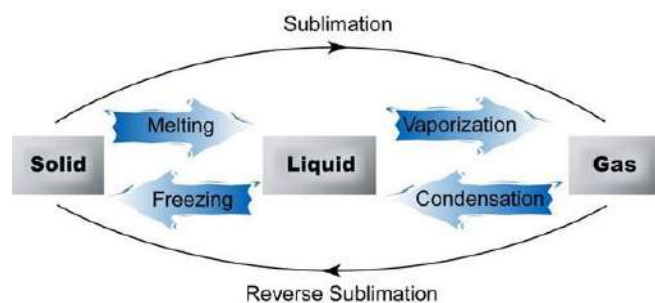 Sublimation
Melting
Vaporization
Solid
Liquid
Gas
Freezing
Condensation
Reverse Sublimation